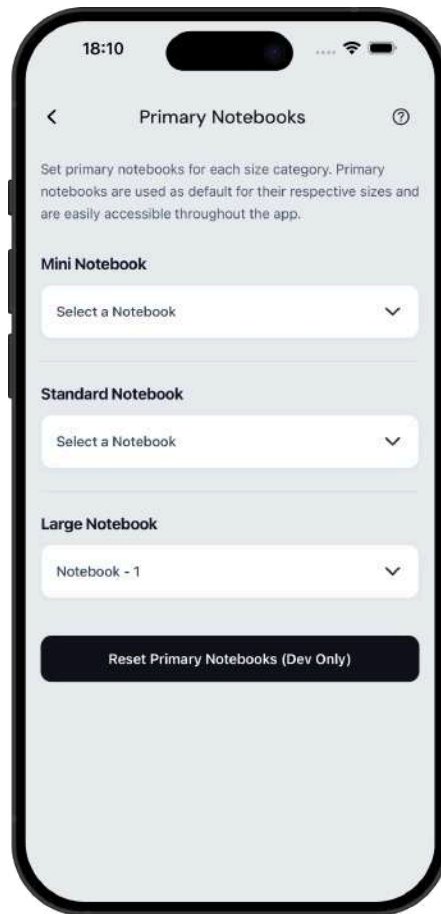 18:10
Primary Notebooks
Set primary notebooks for each size category. Primary
notebooks are used as default for their respective sizes and
are easily accessible throughout the app.
Mini Notebook
Select a Notebook
Standard Notebook
Select a Notebook
Large Notebook
Notebook - 1
Reset Primary Notebooks (Dev Only)